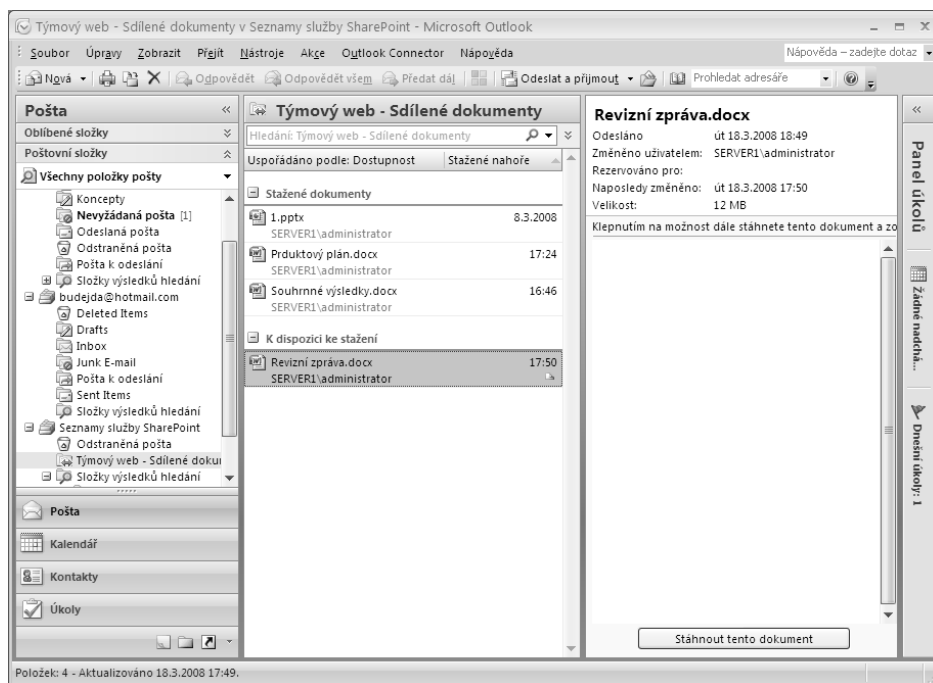 Týmový web - Sdílené dokumenty v Seznamy služby SharePoint - Microsoft Outlook
Soubor Úpravy Zobrazit Přejít Nástroje Akce Outlook Connector Nápověda Nápověda – zadejte dotaz
Nová Odpovědět Odpovědět všem Předat dál Odeslat a přijmout Prohledat adresáře
Pošta
Oblíbené složky
Poštovní složky
Všechny položky pošty
Koncepty
Nevyžádaná pošta [1]
Odeslaná pošta
Odstraněná pošta
Pošta k odeslání
Složky výsledků hledání
budejda@hotmail.com
Deleted Items
Drafts
Inbox
Junk E-mail
Pošta k odeslání
Sent Items
Složky výsledků hledání
Seznamy služby SharePoint
Odstraněná pošta
Týmový web - Sdílené dokur
Složky výsledků hledání
Pošta
Kalendář
Kontakty
Úkoly
Týmový web - Sdílené dokumenty
Hledání: Týmový web - Sdílené dokumenty
Uspořádáno podle: Dostupnost Stažené nahoře
Stažené dokumenty
1.pptx 8.3.2008
SERVER1\administrator
Prduktový plán.docx 17:24
SERVER1\administrator
Souhrnné výsledky.docx 16:46
SERVER1\administrator
K dispozici ke stažení
Revizní zpráva.docx 17:50
SERVER1\administrator
Revizní zpráva.docx
Odesláno út 18.3.2008 18:49
Změněno uživatelem: SERVER1\administrator
Rezervováno pro:
Naposledy změněno: út 18.3.2008 17:50
Velikost: 12 MB
Klepnutím na možnost dále stáhnete tento dokument a zo
Stáhnout tento dokument
Panel úkolů
Žádné nadchá...
Dnešní úkoly: 1
Položek: 4 - Aktualizováno 18.3.2008 17:49.